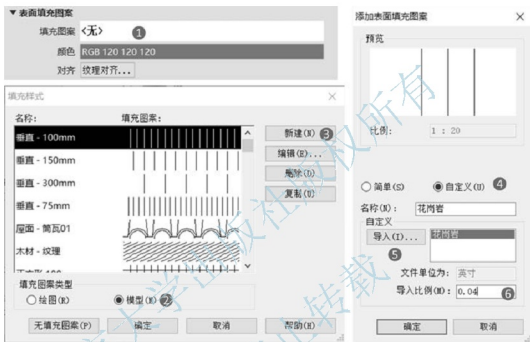 ▼ 表面填充图案
填充图案 <无> ❶
颜色 RGB 120 120 120
对齐 纹理对齐...
填充样式
名称: 填充图案:
垂直 - 100mm
垂直 - 150mm
垂直 - 300mm
垂直 - 75mm
屋面 - 筒瓦01
木材 - 纹理
新建(N) ❸
编辑(E)...
删除(D)
复制(U)
填充图案类型
绘图(R) 模型(M) ❷
无填充图案(P) 确定 取消 帮助(H)
添加表面填充图案
预览
比例: 1 : 20
简单(S) 自定义(U) ❹
名称(N): 花岗岩
自定义
导入(I)... 花岗岩
❺
文件单位为: 英寸
导入比例(M): 0.04 ❻
确定 取消